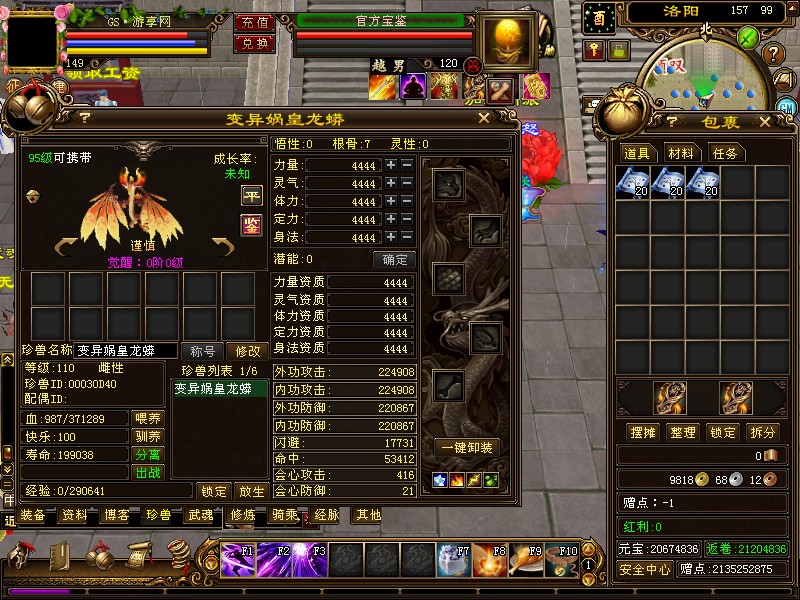 GS·游享网
充值
兑换
官方宝鉴
149
领取工资
越男
120
酉
洛阳
157 99
北
南双
变异娲皇龙蟒
95级可携带
成长率:
未知
平
鉴
谨慎
觉醒:0阶0级
珍兽名称 变异娲皇龙蟒 称号 修改
等级:110 雌性
珍兽ID:00030D40
配偶ID:
血:987/371289 喂养
快乐:100 驯养
寿命:199038 分离
出战
经验:0/290641
珍兽列表 1/6
变异娲皇龙蟒
锁定 放生
悟性:0 根骨:7 灵性:0
力量: 4444
灵气: 4444
体力: 4444
定力: 4444
身法: 4444
潜能:0 确定
力量资质 4444
灵气资质 4444
体力资质 4444
定力资质 4444
身法资质 4444
外功攻击: 224908
内功攻击: 224908
外功防御: 220867
内功防御: 220867
闪避: 17731
命中: 53412
会心攻击: 416
会心防御: 21
一键卸装
装备 资料 博客 珍兽 武魂 修炼 骑乘 经脉 其他
包裹
道具 材料 任务
20 20 20
摆摊 整理 锁定 拆分
0
9818 68 12
赠点:-1
红利:0
元宝:20674836 返卷:21204836
安全中心 赠点:2135252875
F1 F2 F3 F7 F8 F9 F10
1